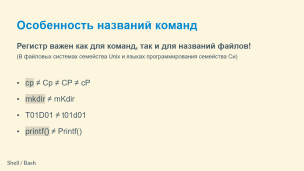 Особенность названий команд
Регистр важен как для команд, так и для названий файлов!
(В файловых системах семейства Unix и языках программирования семейства Си)
• cp ≠ Cp ≠ CP ≠ cP
• mkdir ≠ mKdir
• T01D01 ≠ t01d01
• printf() ≠ Printf()
Shell / Bash